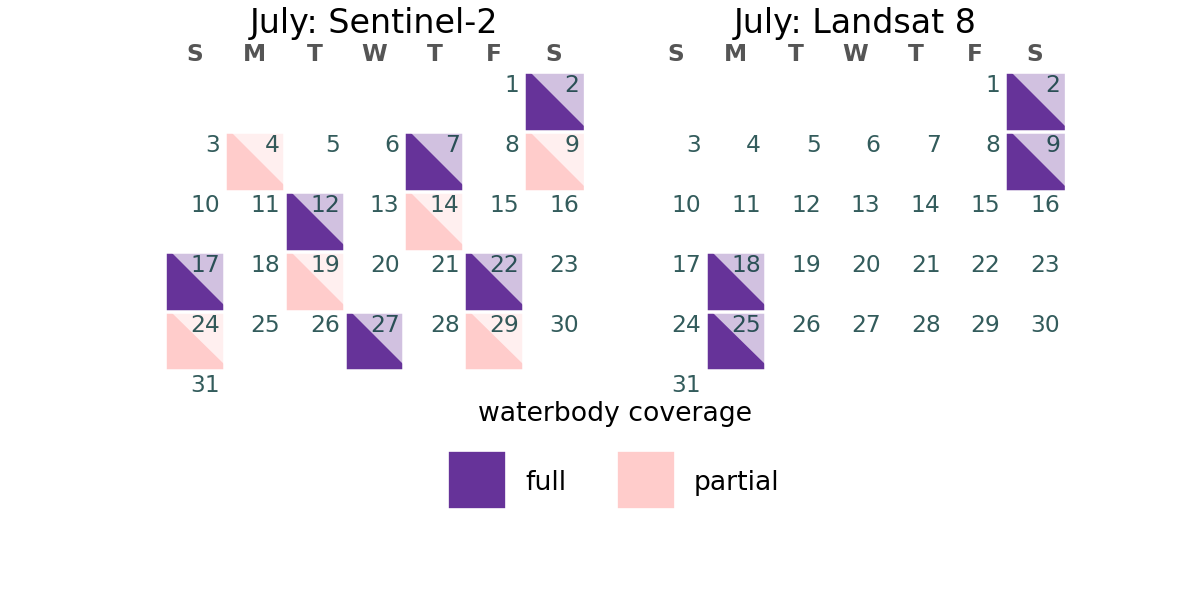 July: Sentinel-2
S M T W T F S
1 2
3 4 5 6 7 8 9
10 11 12 13 14 15 16
17 18 19 20 21 22 23
24 25 26 27 28 29 30
31
July: Landsat 8
S M T W T F S
1 2
3 4 5 6 7 8 9
10 11 12 13 14 15 16
17 18 19 20 21 22 23
24 25 26 27 28 29 30
31
waterbody coverage
full
partial